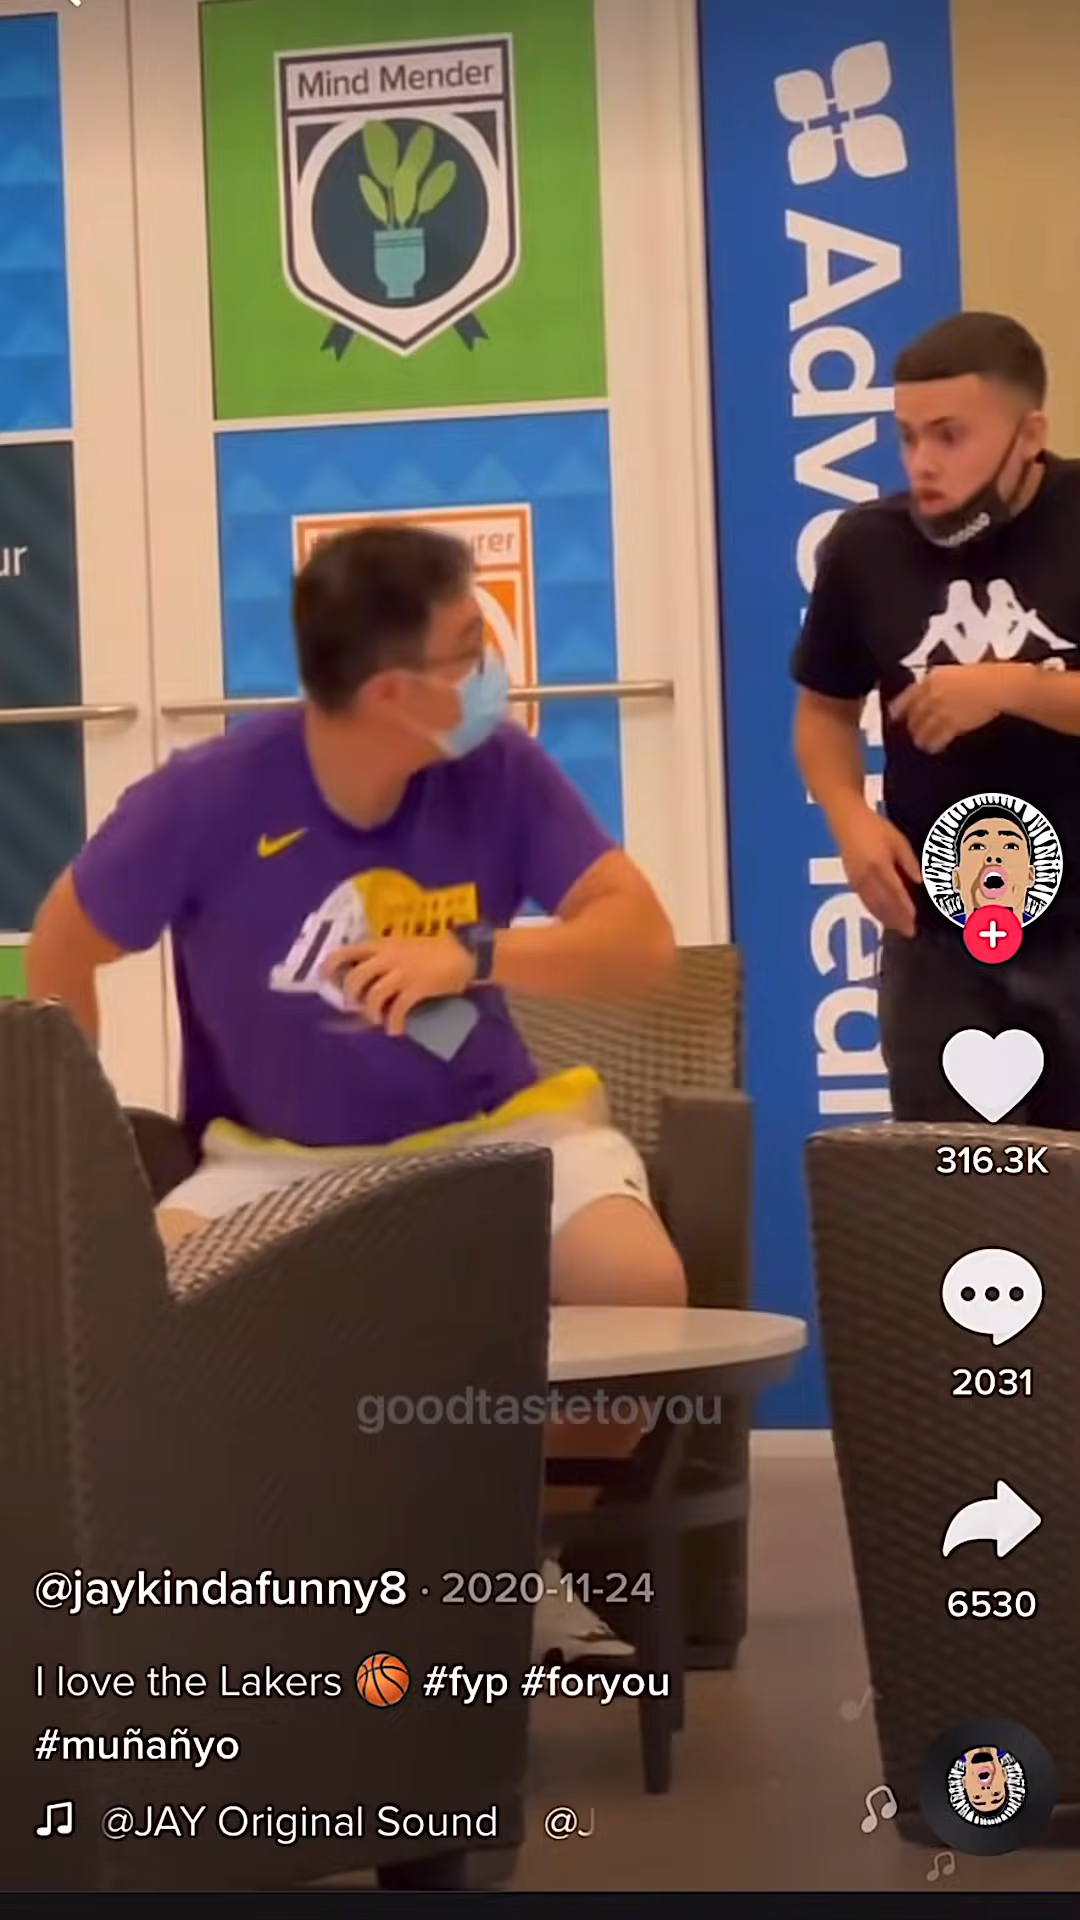 Mind Mender
ur
goodtastetoyou
316.3K
2031
6530
@jaykindafunny8 · 2020-11-24
I love the Lakers 🏀 #fyp #foryou
#muñañyo
@JAY Original Sound @J